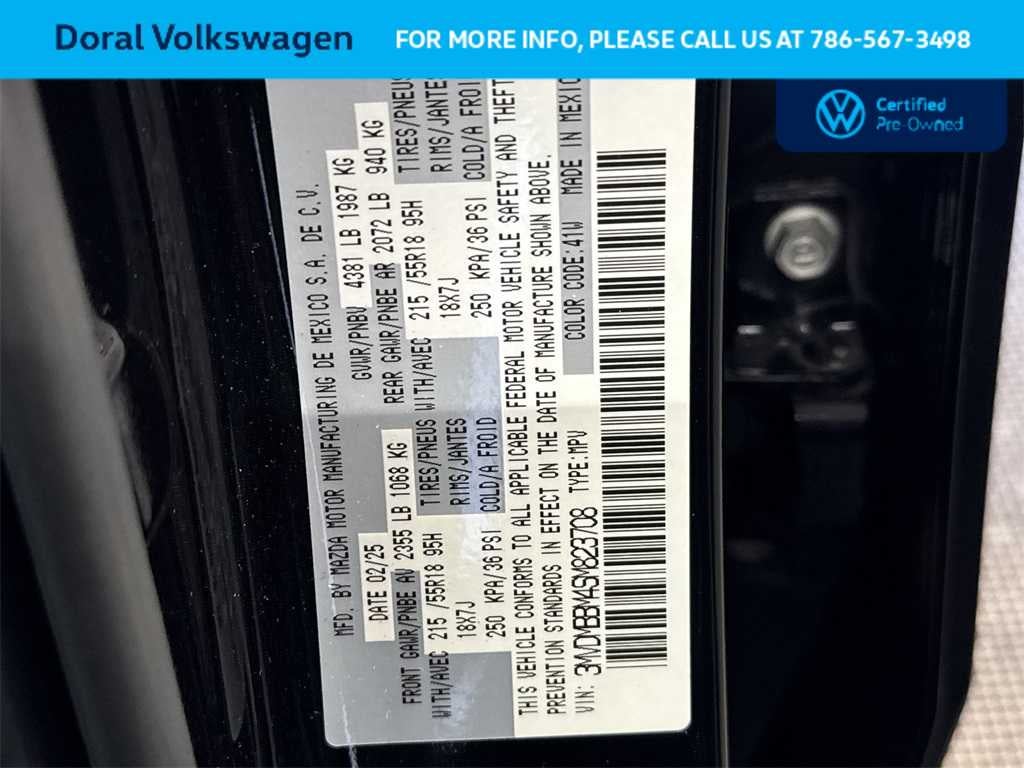 Doral Volkswagen
FOR MORE INFO, PLEASE CALL US AT 786-567-3498
Certified
Pre-Owned
MFD. BY MAZDA MOTOR MANUFACTURING DE MEXICO S.A. DE C.V.
DATE 02/25 GVWR/PNBV 4381 LB 1987 KG
FRONT GAWR/PNBE AV 2355 LB 1068 KG REAR GAWR/PNBE AR 2072 LB 940 KG
WITH/AVEC 215 /55R18 95H TIRES/PNEUS WITH/AVEC 215 /55R18 95H TIRES/PNEUS
18X7J RIMS/JANTES 18X7J RIMS/JANTES
250 KPA/36 PSI COLD/A FROID 250 KPA/36 PSI COLD/A FROI
THIS VEHICLE CONFORMS TO ALL APPLICABLE FEDERAL MOTOR VEHICLE SAFETY AND THEFT
PREVENTION STANDARDS IN EFFECT ON THE DATE OF MANUFACTURE SHOWN ABOVE.
VIN: 3MVDMBBM4SM823708 TYPE:MPV COLOR CODE:41W MADE IN MEXICO